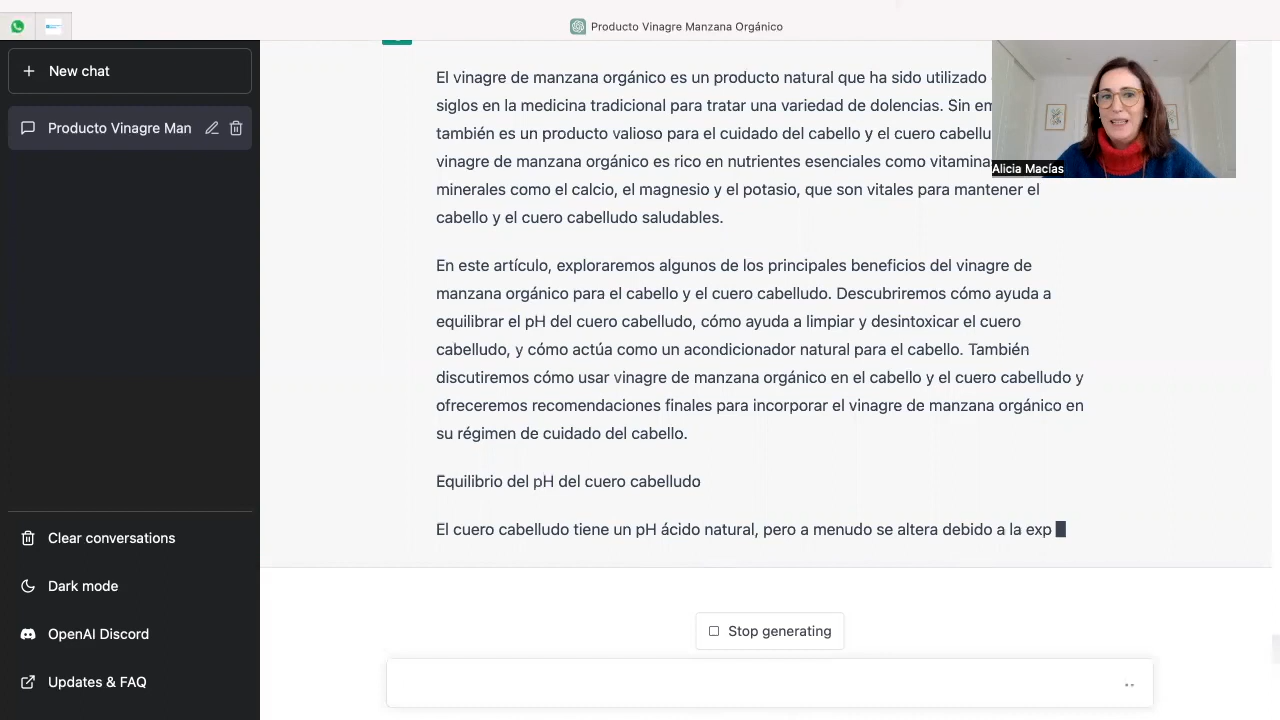 Producto Vinagre Manzana Orgánico
New chat
Producto Vinagre Man
Clear conversations
Dark mode
OpenAI Discord
Updates & FAQ
El vinagre de manzana orgánico es un producto natural que ha sido utilizado
siglos en la medicina tradicional para tratar una variedad de dolencias. Sin em
también es un producto valioso para el cuidado del cabello y el cuero cabellu
vinagre de manzana orgánico es rico en nutrientes esenciales como vitamina
minerales como el calcio, el magnesio y el potasio, que son vitales para mantener el
cabello y el cuero cabelludo saludables.
En este artículo, exploraremos algunos de los principales beneficios del vinagre de
manzana orgánico para el cabello y el cuero cabelludo. Descubriremos cómo ayuda a
equilibrar el pH del cuero cabelludo, cómo ayuda a limpiar y desintoxicar el cuero
cabelludo, y cómo actúa como un acondicionador natural para el cabello. También
discutiremos cómo usar vinagre de manzana orgánico en el cabello y el cuero cabelludo y
ofreceremos recomendaciones finales para incorporar el vinagre de manzana orgánico en
su régimen de cuidado del cabello.
Equilibrio del pH del cuero cabelludo
El cuero cabelludo tiene un pH ácido natural, pero a menudo se altera debido a la exp
Stop generating
Alicia Macías